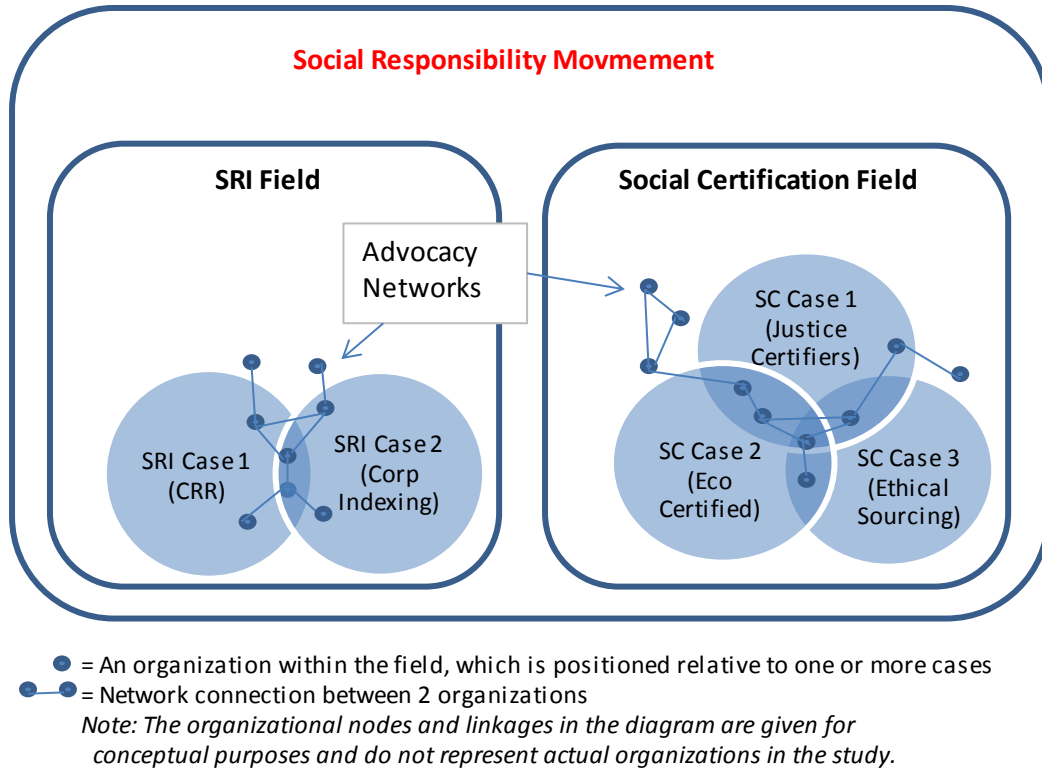 Social Responsibility Movmement
SRI Field
Social Certification Field
Advocacy
Networks
SRI Case 1
(CRR)
SRI Case 2
(Corp
Indexing)
SC Case 1
(Justice
Certifiers)
SC Case 2
(Eco
Certified)
SC Case 3
(Ethical
Sourcing)
= An organization within the field, which is positioned relative to one or more cases
= Network connection between 2 organizations
Note: The organizational nodes and linkages in the diagram are given for
conceptual purposes and do not represent actual organizations in the study.